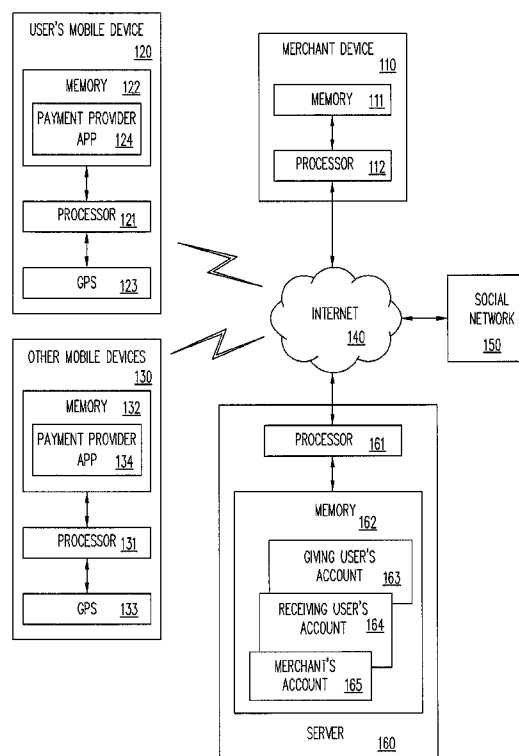 USER'S MOBILE DEVICE
120
MEMORY 122
PAYMENT PROVIDER
APP 124
PROCESSOR 121
GPS 123
MERCHANT DEVICE
110
MEMORY 111
PROCESSOR 112
INTERNET
140
SOCIAL
NETWORK
150
OTHER MOBILE DEVICES
130
MEMORY 132
PAYMENT PROVIDER
APP 134
PROCESSOR 131
GPS 133
PROCESSOR 161
MEMORY
162
GIVING USER'S
ACCOUNT 163
RECEIVING USER'S
ACCOUNT 164
MERCHANT'S
ACCOUNT 165
SERVER
160